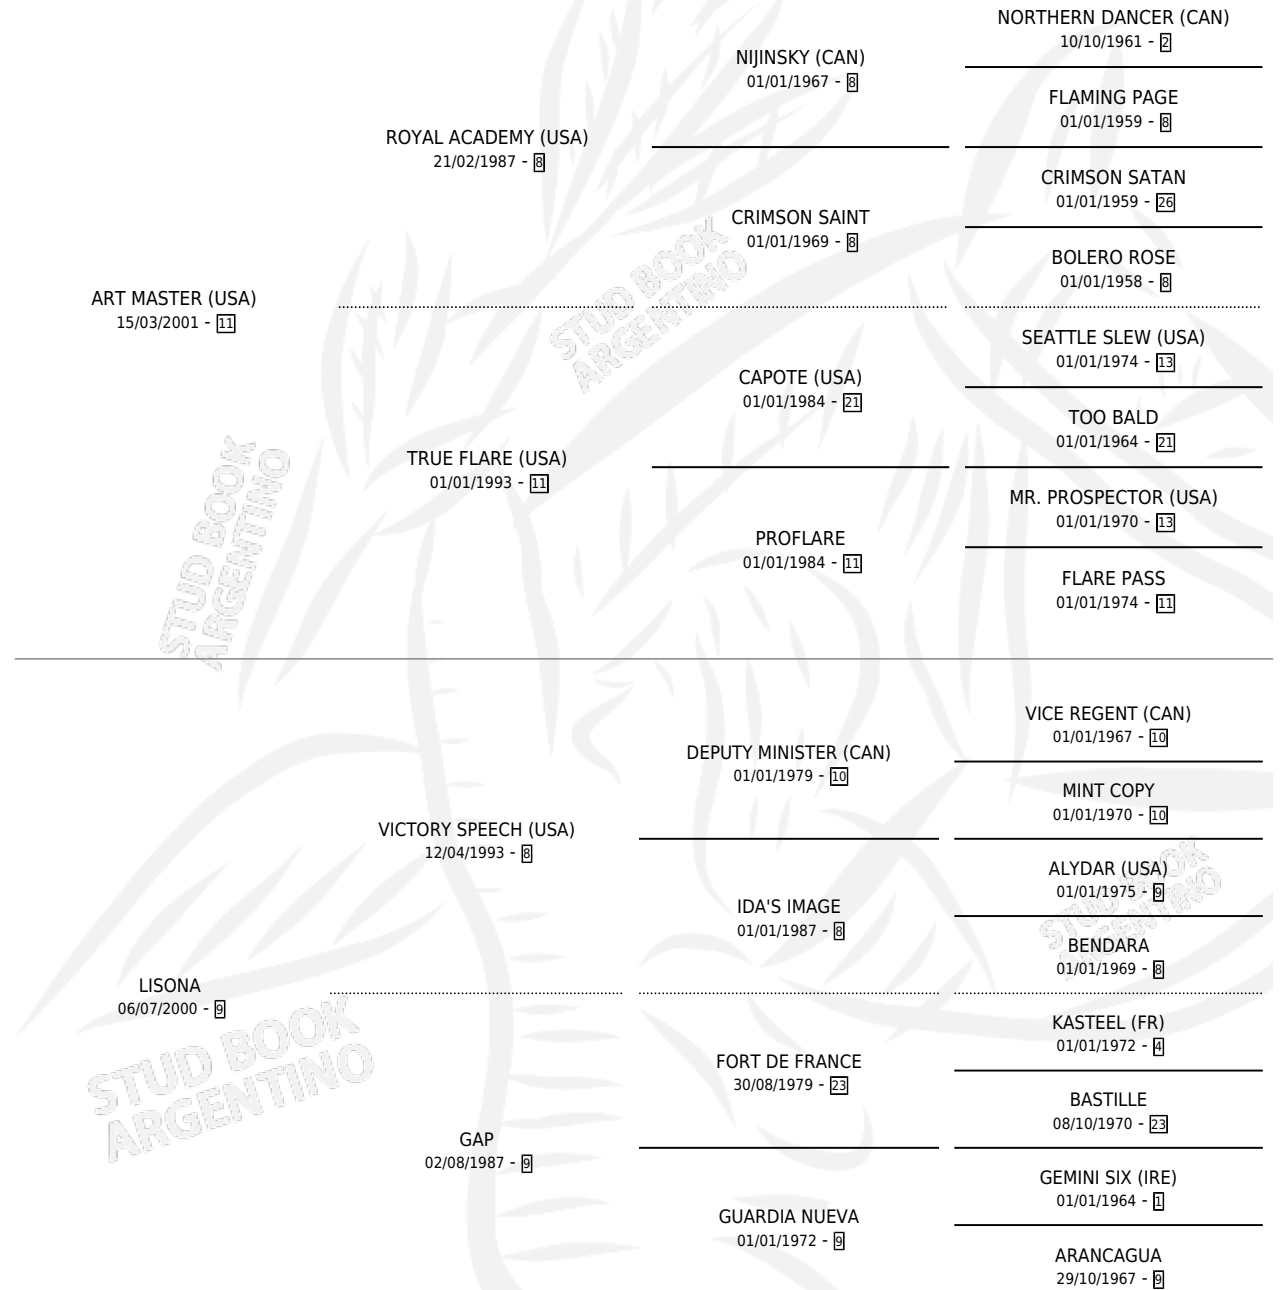 NORTHERN DANCER (CAN)
10/10/1961 - 2
NIJINSKY (CAN)
01/01/1967 - 8
FLAMING PAGE
01/01/1959 - 8
ROYAL ACADEMY (USA)
21/02/1987 - 8
CRIMSON SATAN
01/01/1959 - 26
CRIMSON SAINT
01/01/1969 - 8
BOLERO ROSE
01/01/1958 - 8
ART MASTER (USA)
15/03/2001 - 11
SEATTLE SLEW (USA)
01/01/1974 - 13
CAPOTE (USA)
01/01/1984 - 21
TOO BALD
01/01/1964 - 21
TRUE FLARE (USA)
01/01/1993 - 11
MR. PROSPECTOR (USA)
01/01/1970 - 13
PROFLARE
01/01/1984 - 11
FLARE PASS
01/01/1974 - 11
VICE REGENT (CAN)
01/01/1967 - 10
DEPUTY MINISTER (CAN)
01/01/1979 - 10
MINT COPY
01/01/1970 - 10
VICTORY SPEECH (USA)
12/04/1993 - 8
ALYDAR (USA)
01/01/1975 - 9
IDA'S IMAGE
01/01/1987 - 8
BENDARA
01/01/1969 - 8
LISONA
06/07/2000 - 9
KASTEEL (FR)
01/01/1972 - 4
FORT DE FRANCE
30/08/1979 - 23
BASTILLE
08/10/1970 - 23
GAP
02/08/1987 - 9
GEMINI SIX (IRE)
01/01/1964 - 1
GUARDIA NUEVA
01/01/1972 - 9
ARANCAGUA
29/10/1967 - 9
STUD BOOK
ARGENTINO
STUD BOOK
ARGENTINO
STUD BOOK
ARGENTINO
STUD BOOK
ARGENTINO